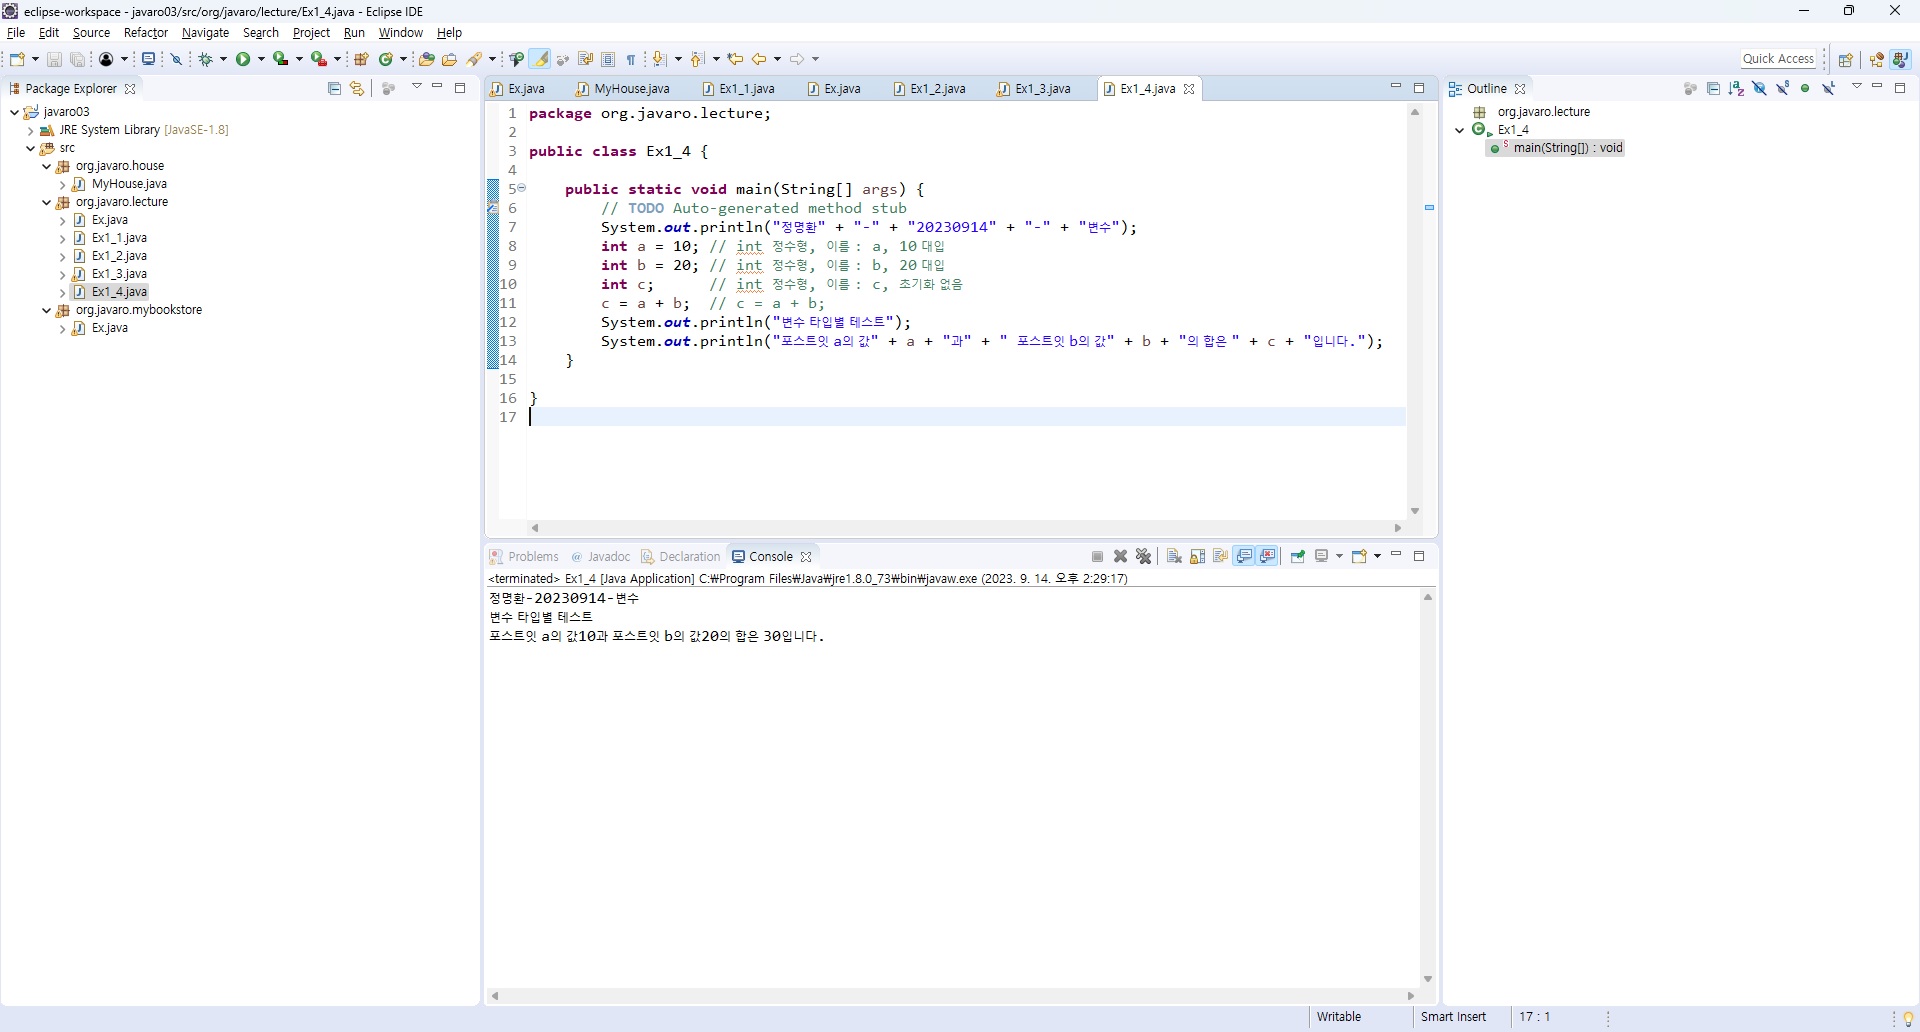 eclipse-workspace - javaro03/src/org/javaro/lecture/Ex1_4.java - Eclipse IDE
File Edit Source Refactor Navigate Search Project Run Window Help
Quick Access
Package Explorer
javaro03
JRE System Library [JavaSE-1.8]
src
org.javaro.house
MyHouse.java
org.javaro.lecture
Ex.java
Ex1_1.java
Ex1_2.java
Ex1_3.java
Ex1_4.java
org.javaro.mybookstore
Ex.java
Ex.java MyHouse.java Ex1_1.java Ex.java Ex1_2.java Ex1_3.java Ex1_4.java
1 package org.javaro.lecture;
2
3 public class Ex1_4 {
4
5 public static void main(String[] args) {
6 // TODO Auto-generated method stub
7 System.out.println("정명환" + "-" + "20230914" + "-" + "변수");
8 int a = 10; // int 정수형, 이름 : a, 10 대입
9 int b = 20; // int 정수형, 이름 : b, 20 대입
10 int c; // int 정수형, 이름 : c, 초기화 없음
11 c = a + b; // c = a + b;
12 System.out.println("변수 타입별 테스트");
13 System.out.println("포스트잇 a의 값" + a + "과" + " 포스트잇 b의 값" + b + "의 합은 " + c + "입니다.");
14 }
15
16 }
17
Problems @ Javadoc Declaration Console
<terminated> Ex1_4 [Java Application] C:₩Program Files₩Java₩jre1.8.0_73₩bin₩javaw.exe (2023. 9. 14. 오후 2:29:17)
정명환-20230914-변수
변수 타입별 테스트
포스트잇 a의 값10과 포스트잇 b의 값20의 합은 30입니다.
Outline
org.javaro.lecture
Ex1_4
main(String[]) : void
Writable Smart Insert 17 : 1